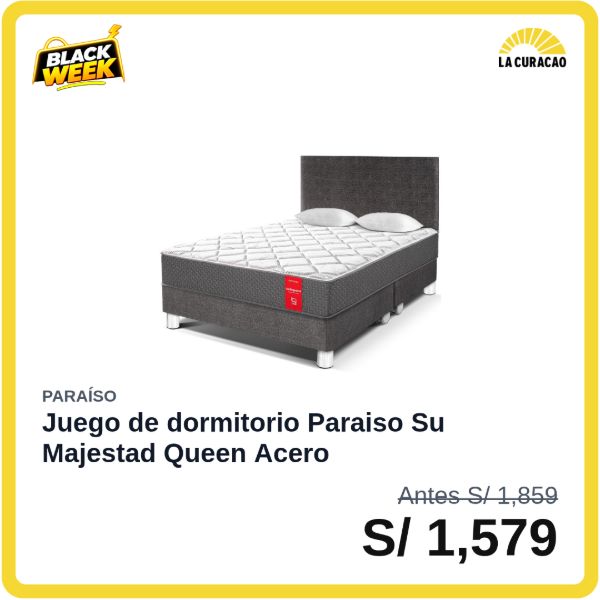 BLACK
WEEK
LA CURACAO
PARAÍSO
Juego de dormitorio Paraiso Su
Majestad Queen Acero
Antes S/ 1,859
S/ 1,579